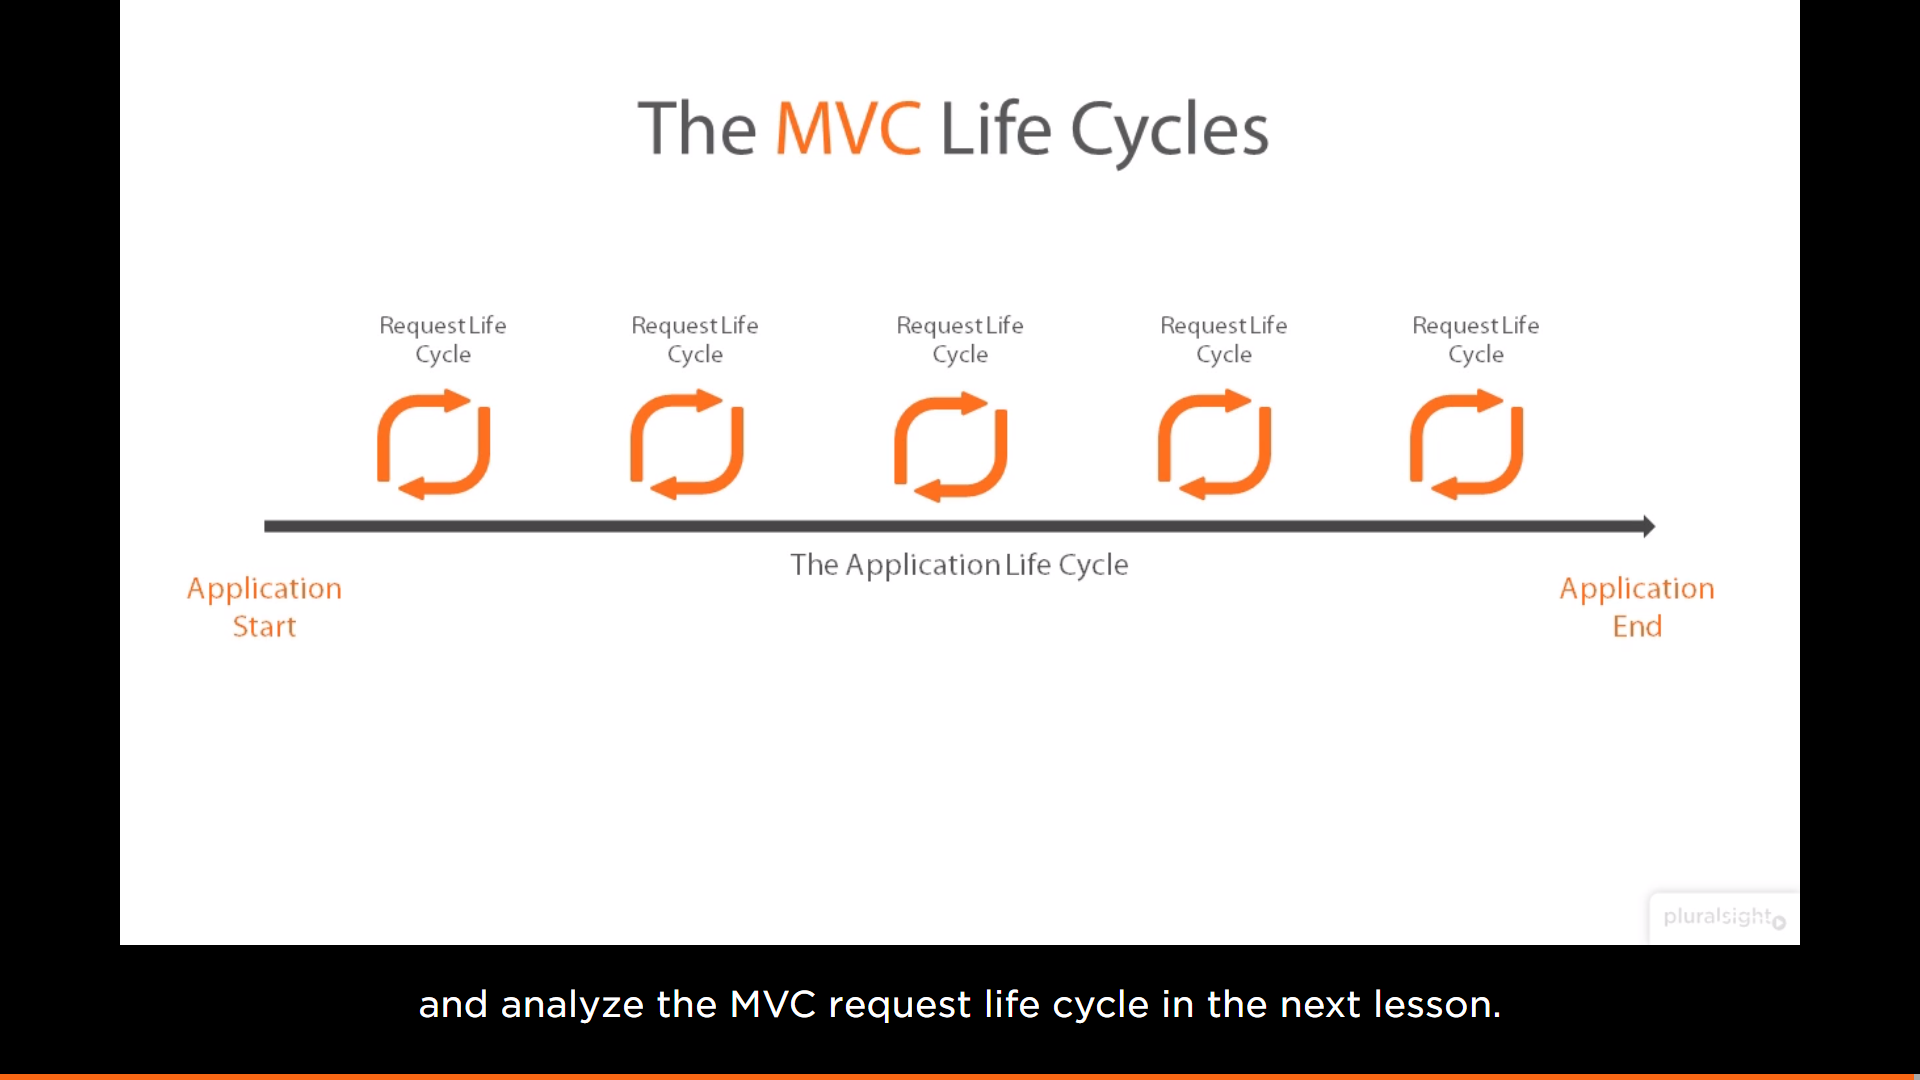 The MVC Life Cycles
Request Life
Cycle
Request Life
Cycle
Request Life
Cycle
Request Life
Cycle
Request Life
Cycle
The Application Life Cycle
Application
Start
Application
End
pluralsight
and analyze the MVC request life cycle in the next lesson.